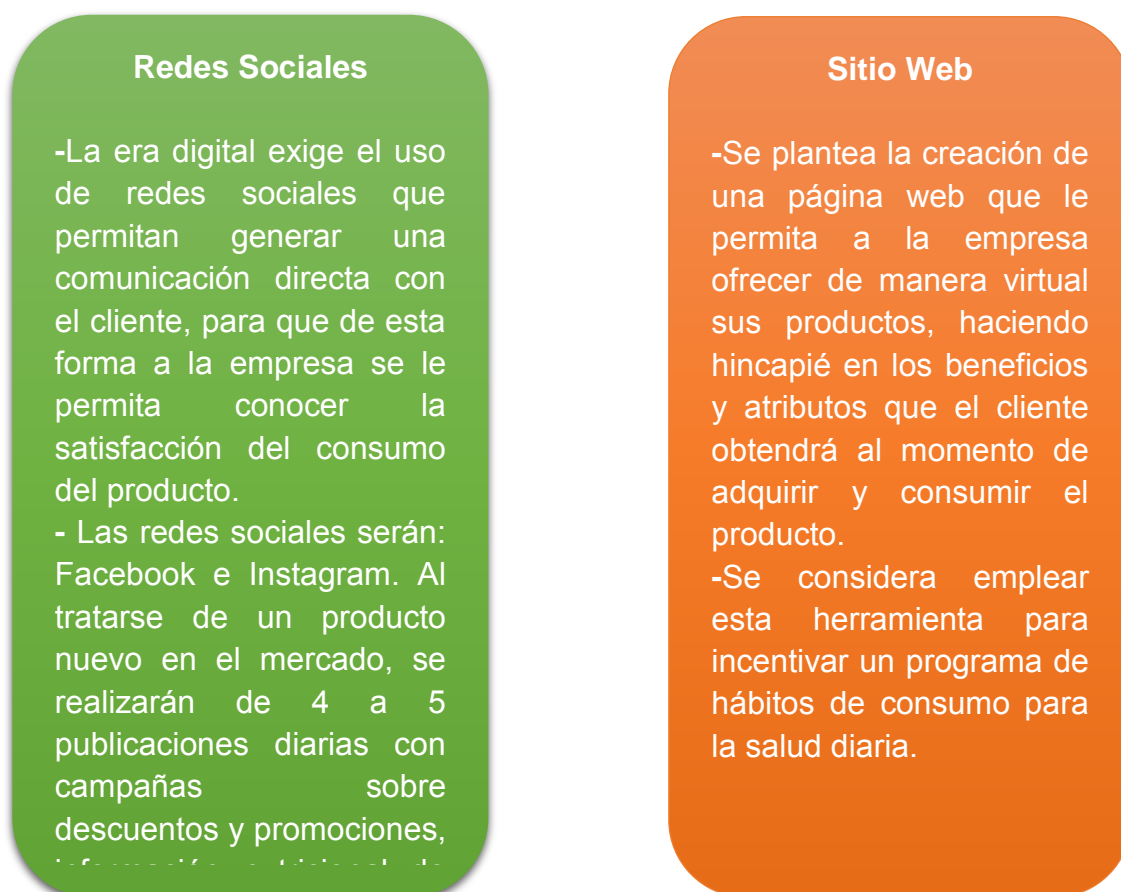 Redes Sociales
-La era digital exige el uso
de redes sociales que
permitan generar una
comunicación directa con
el cliente, para que de esta
forma a la empresa se le
permita conocer la
satisfacción del consumo
del producto.
- Las redes sociales serán:
Facebook e Instagram. Al
tratarse de un producto
nuevo en el mercado, se
realizarán de 4 a 5
publicaciones diarias con
campañas sobre
descuentos y promociones,
Sitio Web
-Se plantea la creación de
una página web que le
permita a la empresa
ofrecer de manera virtual
sus productos, haciendo
hincapié en los beneficios
y atributos que el cliente
obtendrá al momento de
adquirir y consumir el
producto.
-Se considera emplear
esta herramienta para
incentivar un programa de
hábitos de consumo para
la salud diaria.